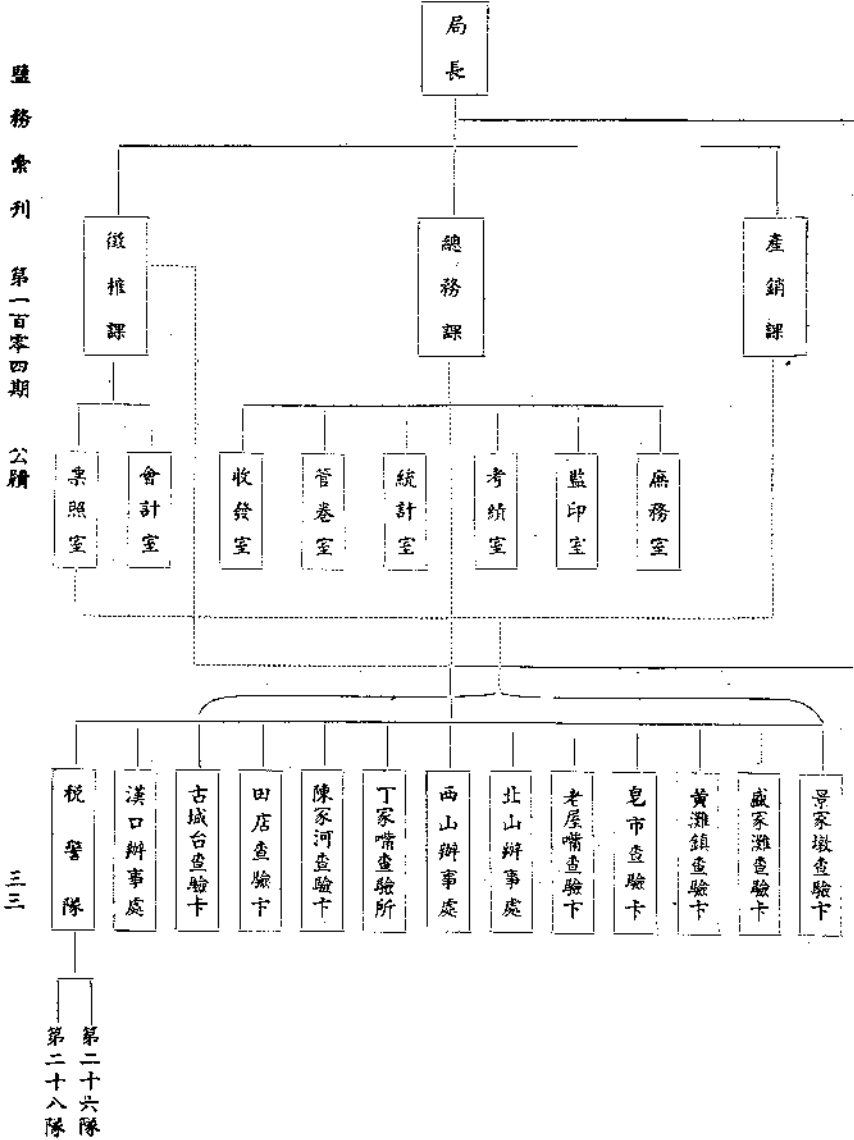 局長
產銷課
總務課
徵榷課
庶務室
監印室
考績室
統計室
管卷室
收發室
會計室
票照室
景家墩查驗卡
盛家灘查驗卡
黃灘鎮查驗卡
皂市查驗卡
老屋嘴查驗卡
北山辦事處
西山辦事處
丁家嘴查驗所
陳家河查驗卡
田店查驗卡
古城台查驗卡
漢口辦事處
稅警隊
第二十六隊
第二十八隊
鹽務彙刊 第一百零四期 公牘
三三